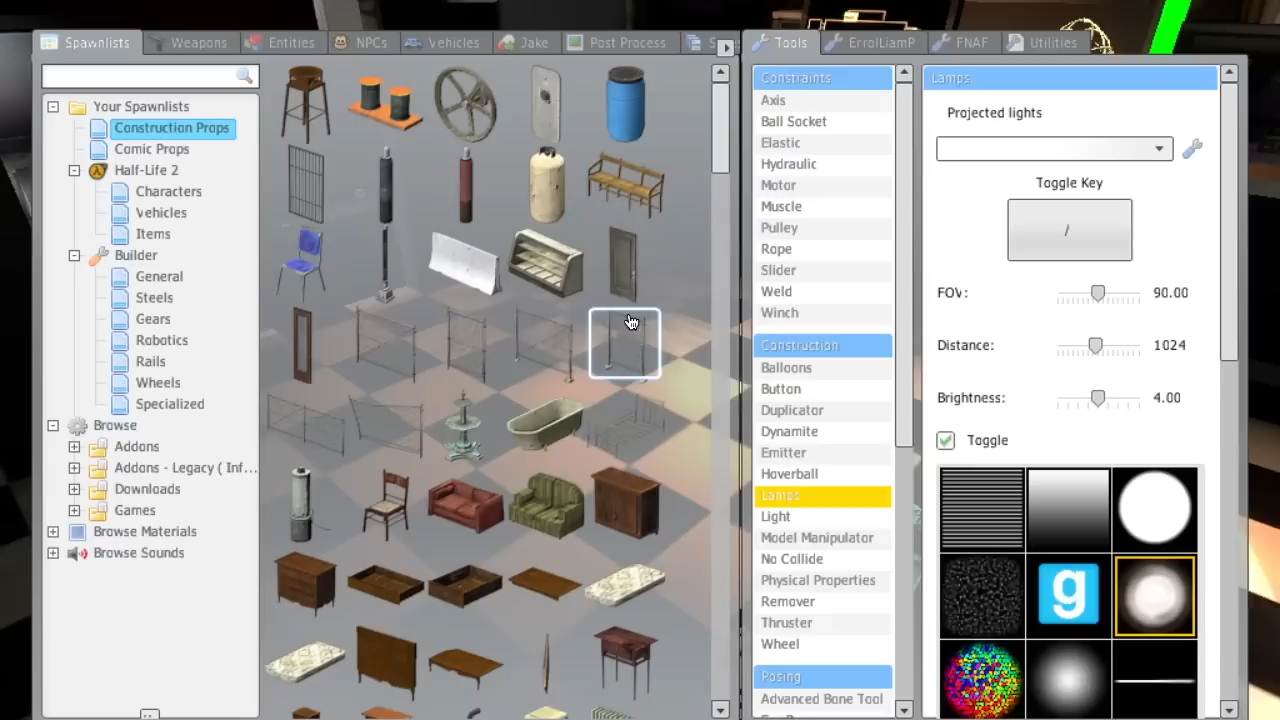 Spawnlists
Weapons
Entities
NPCs
Vehicles
Jake
Post Process
S
Tools
ErrolLiamP
FNAF
Utilities
Your Spawnlists
Construction Props
Comic Props
Half-Life 2
Characters
Vehicles
Items
Builder
General
Steels
Gears
Robotics
Rails
Wheels
Specialized
Browse
Addons
Addons - Legacy ( Inf...
Downloads
Games
Browse Materials
Browse Sounds
Constraints
Axis
Ball Socket
Elastic
Hydraulic
Motor
Muscle
Pulley
Rope
Slider
Weld
Winch
Construction
Balloons
Button
Duplicator
Dynamite
Emitter
Hoverball
Lamps
Light
Model Manipulator
No Collide
Physical Properties
Remover
Thruster
Wheel
Posing
Advanced Bone Tool
Lamps
Projected lights
Toggle Key
/
FOV: 90.00
Distance: 1024
Brightness: 4.00
Toggle
g